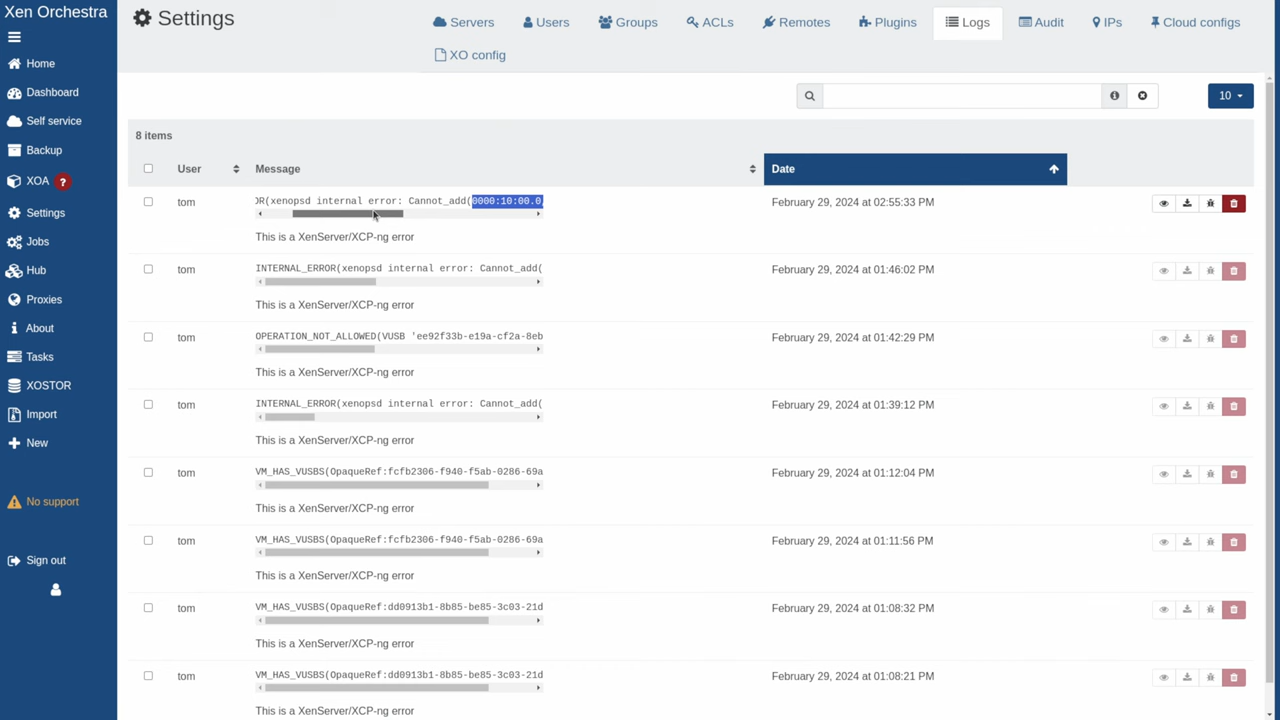 Xen Orchestra
Settings
Servers
Users
Groups
ACLs
Remotes
Plugins
Logs
Audit
IPs
Cloud configs
XO config
Home
Dashboard
Self service
Backup
XOA ?
Settings
Jobs
Hub
Proxies
About
Tasks
XOSTOR
Import
New
No support
Sign out
10
8 items
User Message Date
tom OR(xenopsd internal error: Cannot_add(0000:10:00.0, February 29, 2024 at 02:55:33 PM
This is a XenServer/XCP-ng error
tom INTERNAL_ERROR(xenopsd internal error: Cannot_add( February 29, 2024 at 01:46:02 PM
This is a XenServer/XCP-ng error
tom OPERATION_NOT_ALLOWED(VUSB 'ee92f33b-e19a-cf2a-8eb February 29, 2024 at 01:42:29 PM
This is a XenServer/XCP-ng error
tom INTERNAL_ERROR(xenopsd internal error: Cannot_add( February 29, 2024 at 01:39:12 PM
This is a XenServer/XCP-ng error
tom VM_HAS_VUSBS(OpaqueRef:fcfb2306-f940-f5ab-0286-69a February 29, 2024 at 01:12:04 PM
This is a XenServer/XCP-ng error
tom VM_HAS_VUSBS(OpaqueRef:fcfb2306-f940-f5ab-0286-69a February 29, 2024 at 01:11:56 PM
This is a XenServer/XCP-ng error
tom VM_HAS_VUSBS(OpaqueRef:dd0913b1-8b85-be85-3c03-21d February 29, 2024 at 01:08:32 PM
This is a XenServer/XCP-ng error
tom VM_HAS_VUSBS(OpaqueRef:dd0913b1-8b85-be85-3c03-21d February 29, 2024 at 01:08:21 PM
This is a XenServer/XCP-ng error